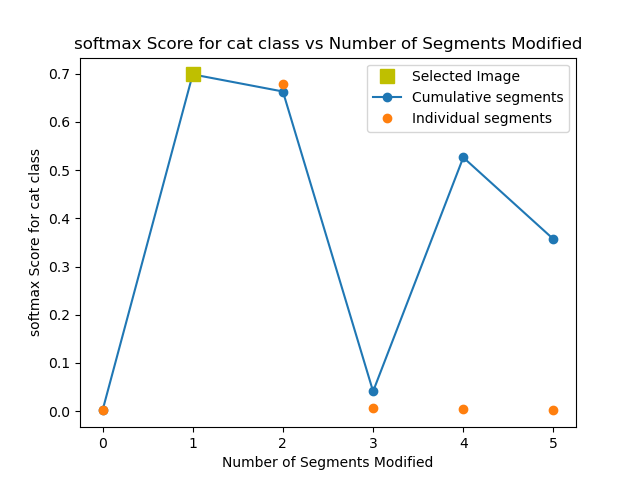 softmax Score for cat class vs Number of Segments Modified
Selected Image
Cumulative segments
Individual segments
softmax Score for cat class
0.7
0.6
0.5
0.4
0.3
0.2
0.1
0.0
0 1 2 3 4 5
Number of Segments Modified